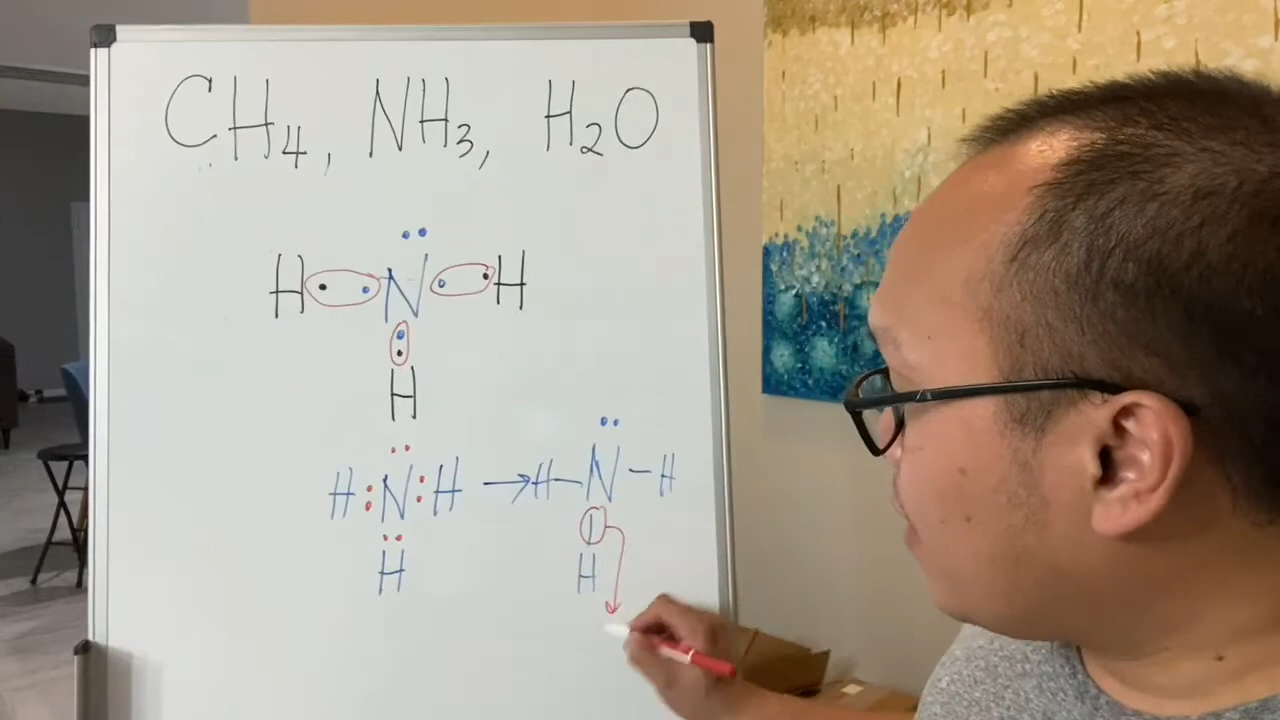 CH₄, NH₃, H₂O
H N H
H
H:N:H → H–N–H
H H